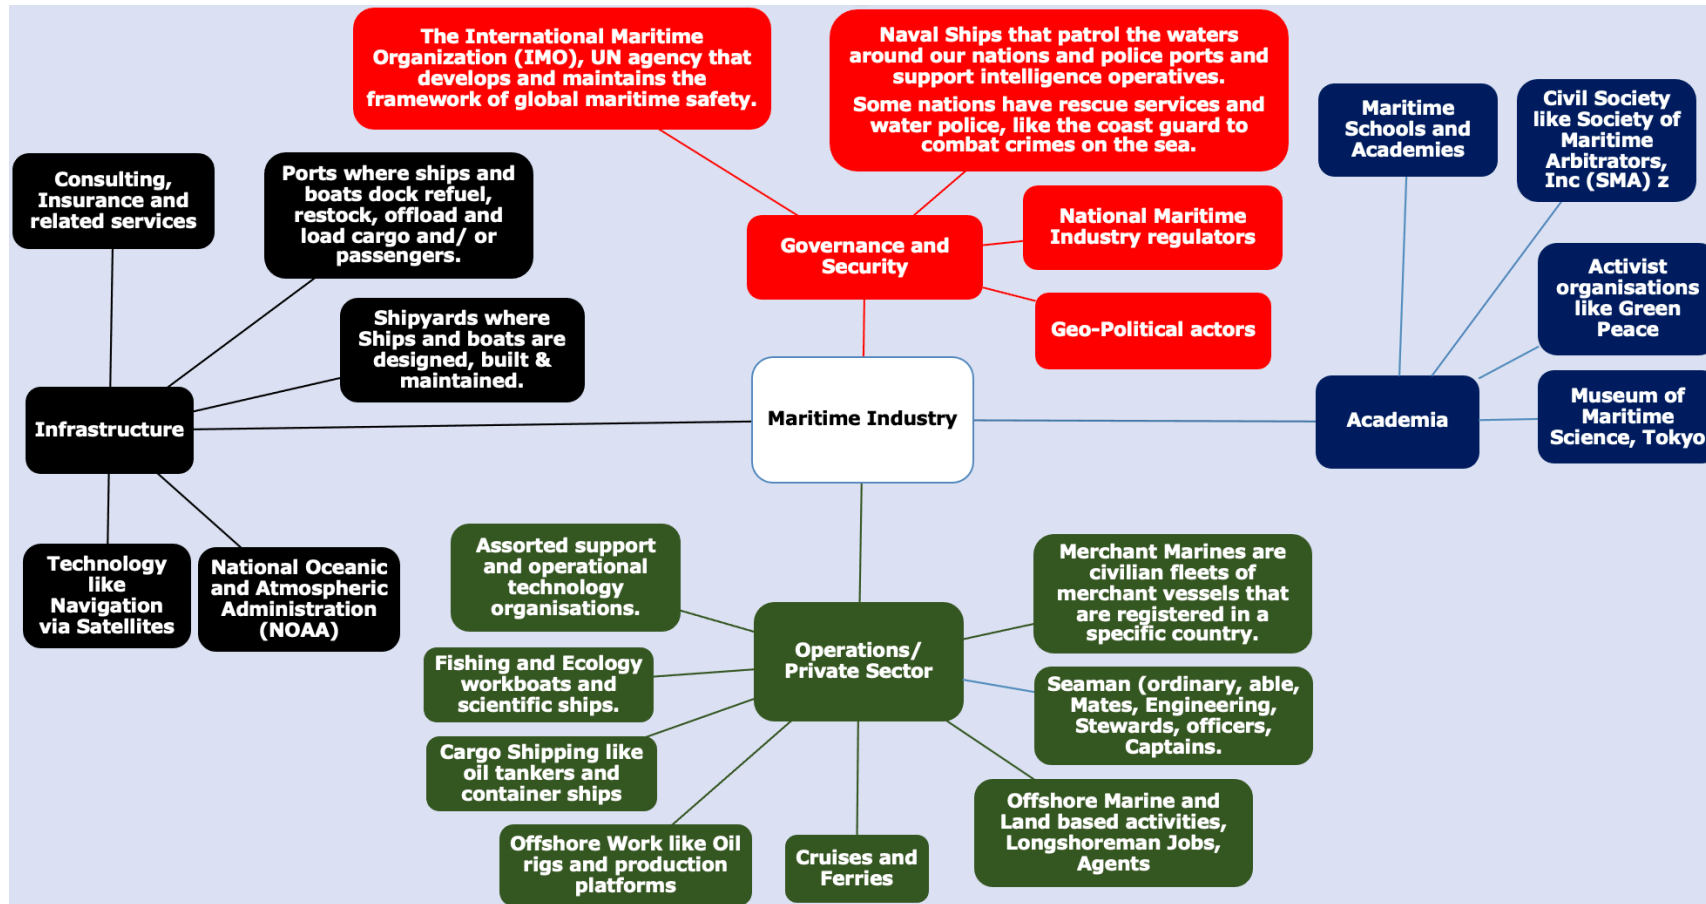 The International Maritime
Organization (IMO), UN agency that
develops and maintains the
framework of global maritime safety.
Naval Ships that patrol the waters
around our nations and police ports and
support intelligence operatives.
Some nations have rescue services and
water police, like the coast guard to
combat crimes on the sea.
Maritime
Schools and
Academies
Civil Society
like Society of
Maritime
Arbitrators,
Inc (SMA) z
Consulting,
Insurance and
related services
Ports where ships and
boats dock refuel,
restock, offload and
load cargo and/ or
passengers.
National Maritime
Industry regulators
Governance and
Security
Activist
organisations
like Green
Peace
Shipyards where
Ships and boats are
designed, built &
maintained.
Geo-Political actors
Infrastructure
Maritime Industry
Academia
Museum of
Maritime
Science, Tokyo
Technology
like
Navigation
via Satellites
National Oceanic
and Atmospheric
Administration
(NOAA)
Assorted support
and operational
technology
organisations.
Merchant Marines are
civilian fleets of
merchant vessels that
are registered in a
specific country.
Operations/
Private Sector
Fishing and Ecology
workboats and
scientific ships.
Seaman (ordinary, able,
Mates, Engineering,
Stewards, officers,
Captains.
Cargo Shipping like
oil tankers and
container ships
Offshore Marine and
Land based activities,
Longshoreman Jobs,
Agents
Offshore Work like Oil
rigs and production
platforms
Cruises and
Ferries